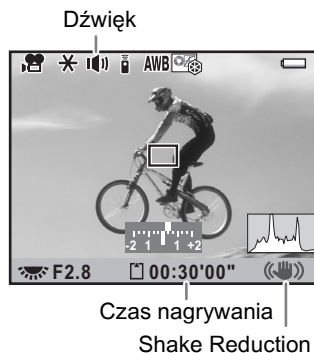 Dźwięk
AWB
-2 1 1 +2
F2.8 00:30'00"
Czas nagrywania
Shake Reduction